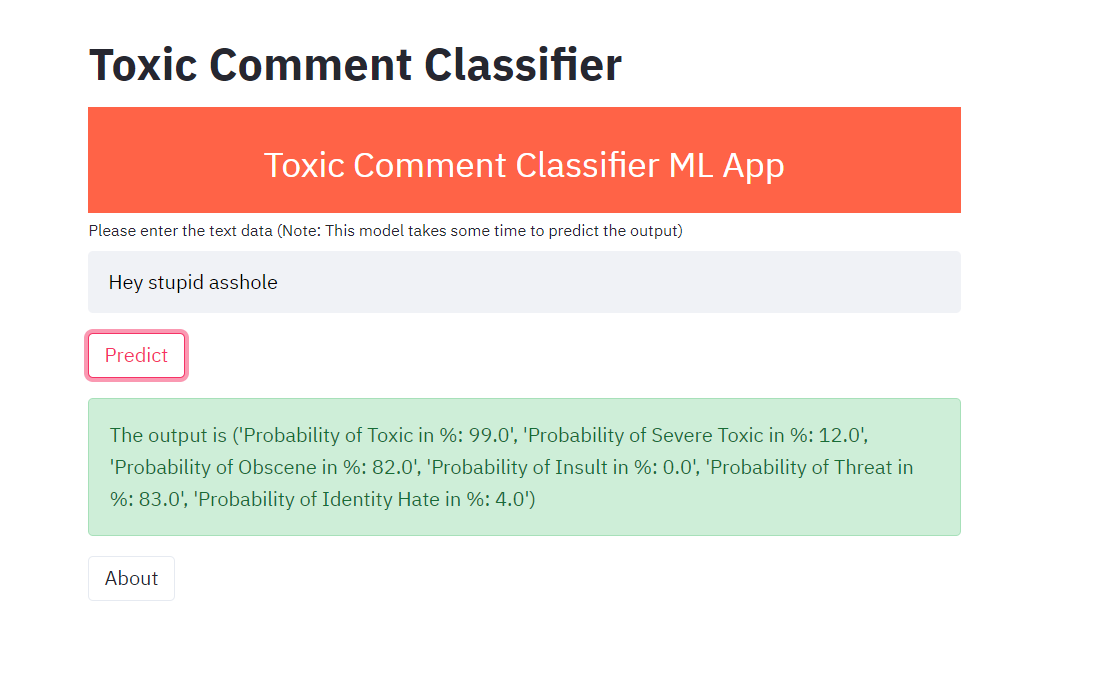 Toxic Comment Classifier
Toxic Comment Classifier ML App
Please enter the text data (Note: This model takes some time to predict the output)
Hey stupid asshole
Predict
The output is ('Probability of Toxic in %: 99.0', 'Probability of Severe Toxic in %: 12.0',
'Probability of Obscene in %: 82.0', 'Probability of Insult in %: 0.0', 'Probability of Threat in
%: 83.0', 'Probability of Identity Hate in %: 4.0')
About